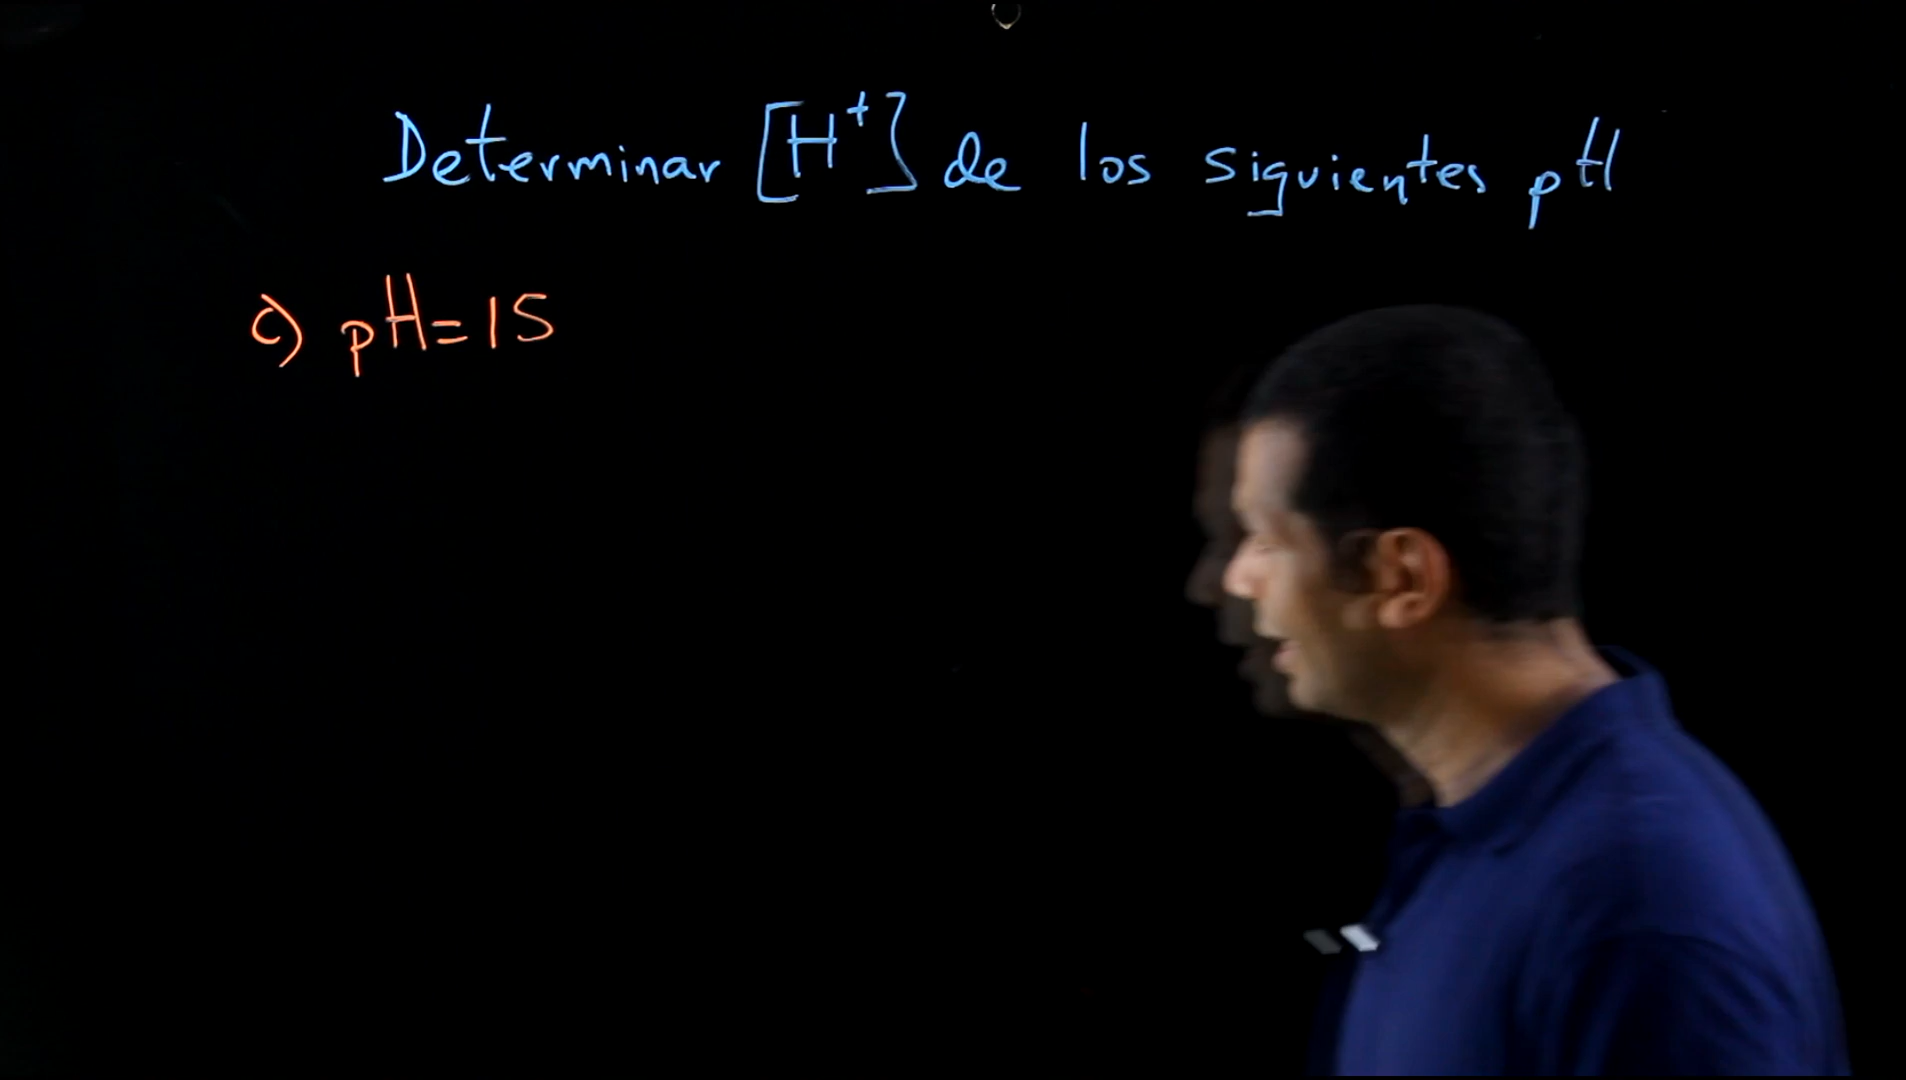 Determinar [H⁺] de los siguientes pH
c) pH=15